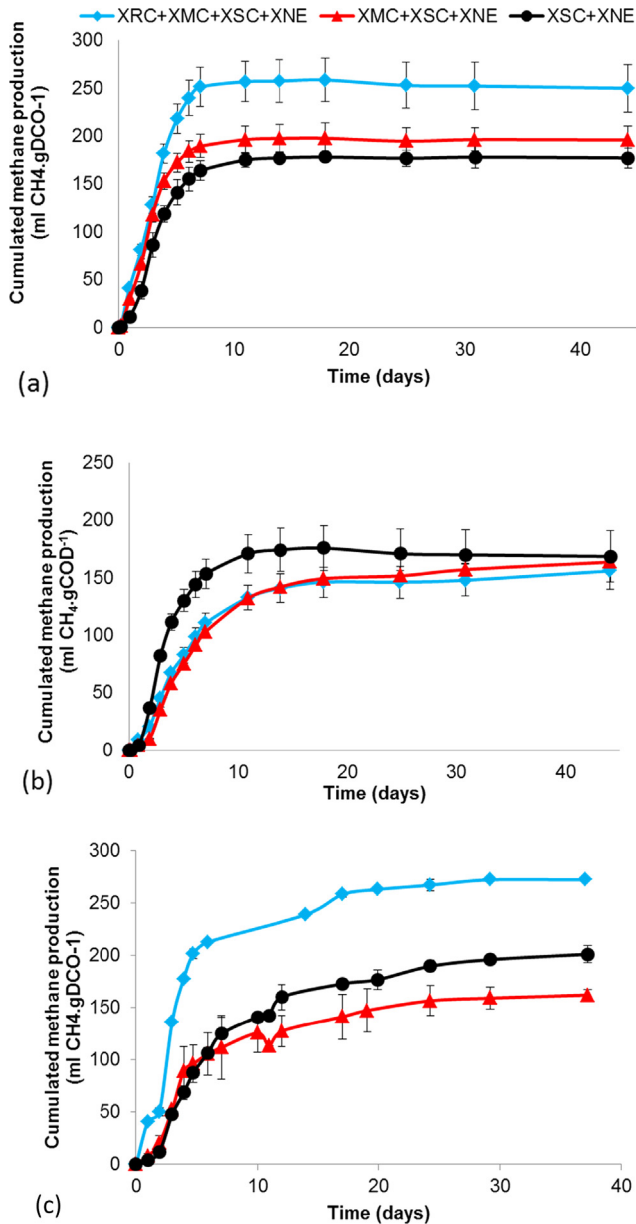 XRC+XMC+XSC+XNE XMC+XSC+XNE XSC+XNE
Cumulated methane production
(ml CH4.gDCO-1)
300
250
200
150
100
50
0
0 10 20 30 40
Time (days)
(a)
Cumulated methane production
(ml CH₄.gCOD⁻¹)
250
200
150
100
50
0
0 10 20 30 40
Time (days)
(b)
Cumulated methane production
(ml CH4.gDCO-1)
300
250
200
150
100
50
0
0 10 20 30 40
Time (days)
(c)